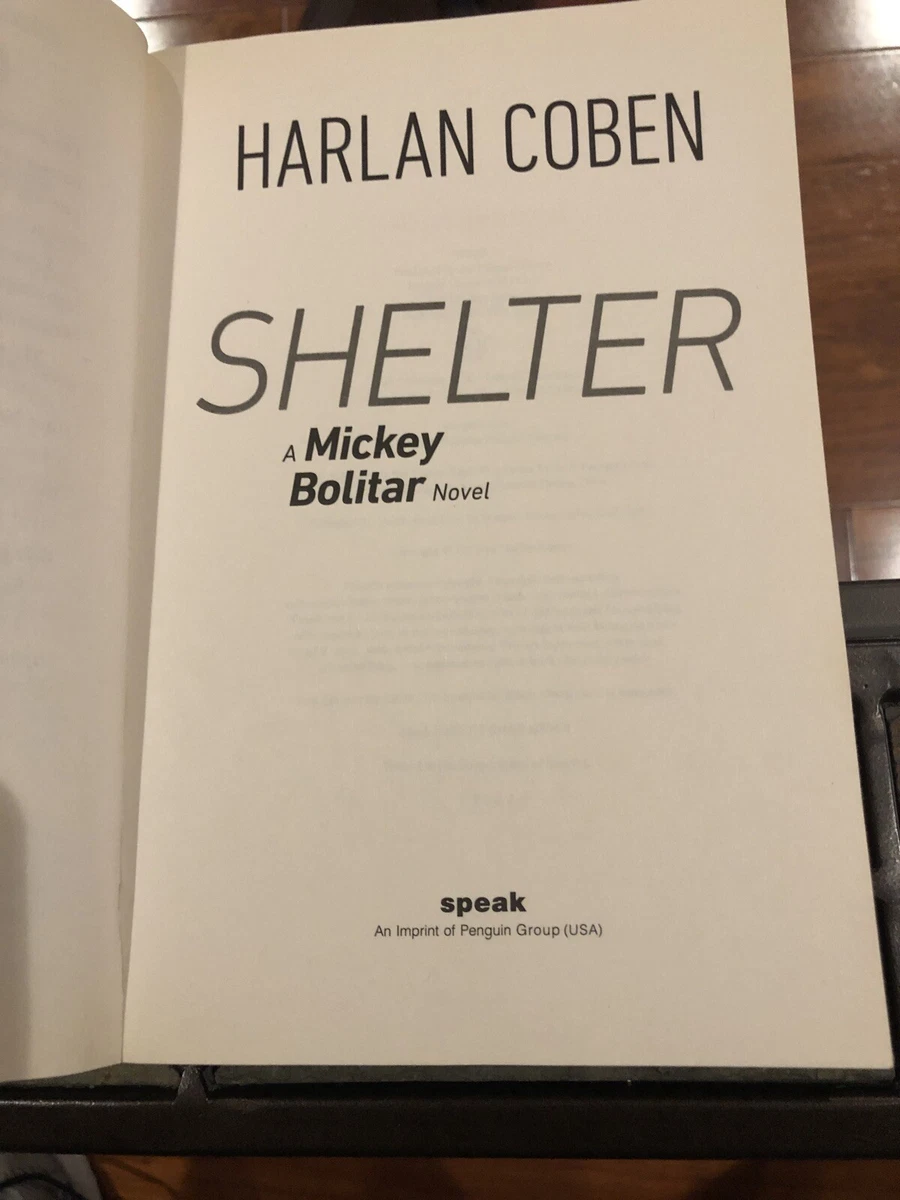 HARLAN COBEN
SHELTER
A Mickey
Bolitar Novel
speak
An Imprint of Penguin Group (USA)